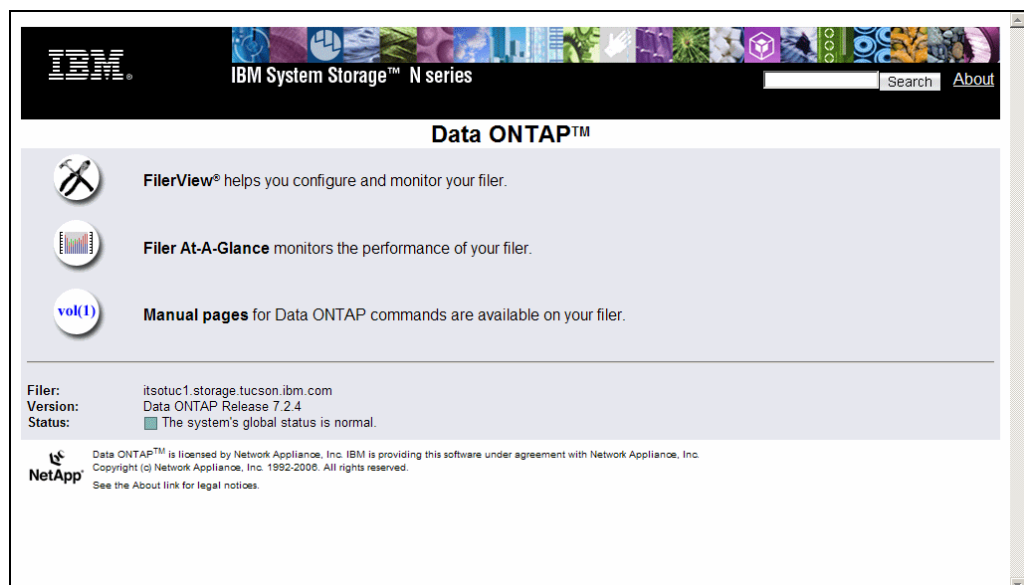 IBM®
IBM System Storage™ N series
Search About
Data ONTAP™
FilerView® helps you configure and monitor your filer.
Filer At-A-Glance monitors the performance of your filer.
vol(1)
Manual pages for Data ONTAP commands are available on your filer.
Filer: itsotuc1.storage.tucson.ibm.com
Version: Data ONTAP Release 7.2.4
Status: The system's global status is normal.
NetApp®
Data ONTAP™ is licensed by Network Appliance, Inc. IBM is providing this software under agreement with Network Appliance, Inc.
Copyright (c) Network Appliance, Inc. 1992-2006. All rights reserved.
See the About link for legal notices.